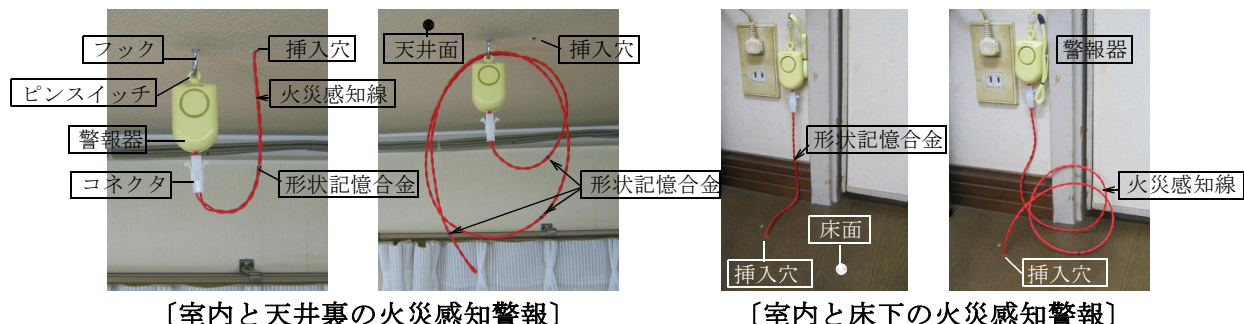 フック
ピンスイッチ
警報器
コネクタ
挿入穴
火災感知線
形状記憶合金
天井面
挿入穴
形状記憶合金
〔室内と天井裏の火災感知警報〕
形状記憶合金
床面
挿入穴
警報器
火災感知線
挿入穴
〔室内と床下の火災感知警報〕